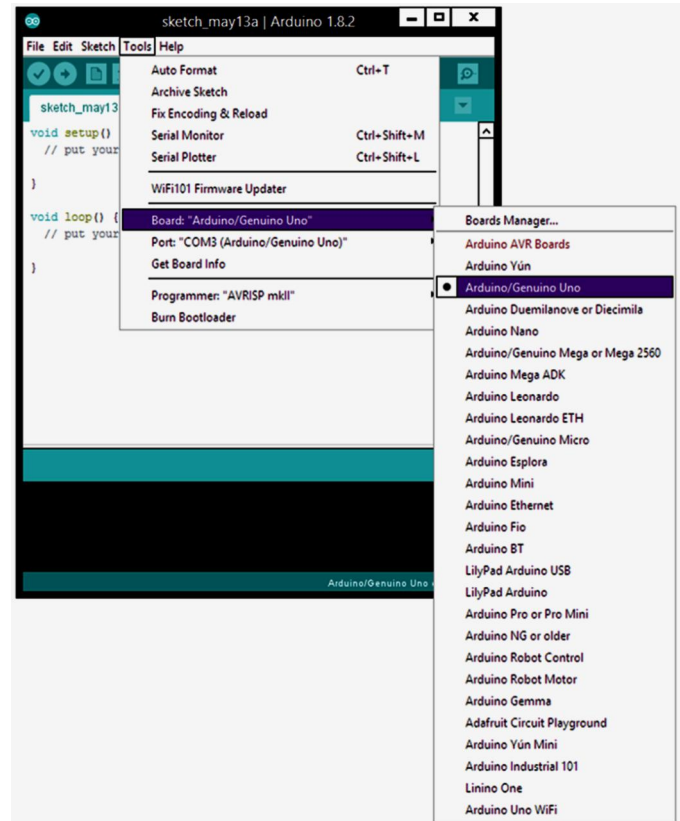 sketch_may13a | Arduino 1.8.2
File Edit Sketch Tools Help
sketch_may13
void setup()
// put your
}
void loop() {
// put your
}
Auto Format Ctrl+T
Archive Sketch
Fix Encoding & Reload
Serial Monitor Ctrl+Shift+M
Serial Plotter Ctrl+Shift+L
WiFi101 Firmware Updater
Board: "Arduino/Genuino Uno"
Port: "COM3 (Arduino/Genuino Uno)"
Get Board Info
Programmer: "AVRISP mkII"
Burn Bootloader
Boards Manager...
Arduino AVR Boards
Arduino Yún
Arduino/Genuino Uno
Arduino Duemilanove or Diecimila
Arduino Nano
Arduino/Genuino Mega or Mega 2560
Arduino Mega ADK
Arduino Leonardo
Arduino Leonardo ETH
Arduino/Genuino Micro
Arduino Esplora
Arduino Mini
Arduino Ethernet
Arduino Fio
Arduino BT
LilyPad Arduino USB
LilyPad Arduino
Arduino Pro or Pro Mini
Arduino NG or older
Arduino Robot Control
Arduino Robot Motor
Arduino Gemma
Adafruit Circuit Playground
Arduino Yún Mini
Arduino Industrial 101
Linino One
Arduino Uno WiFi
Arduino/Genuino Uno